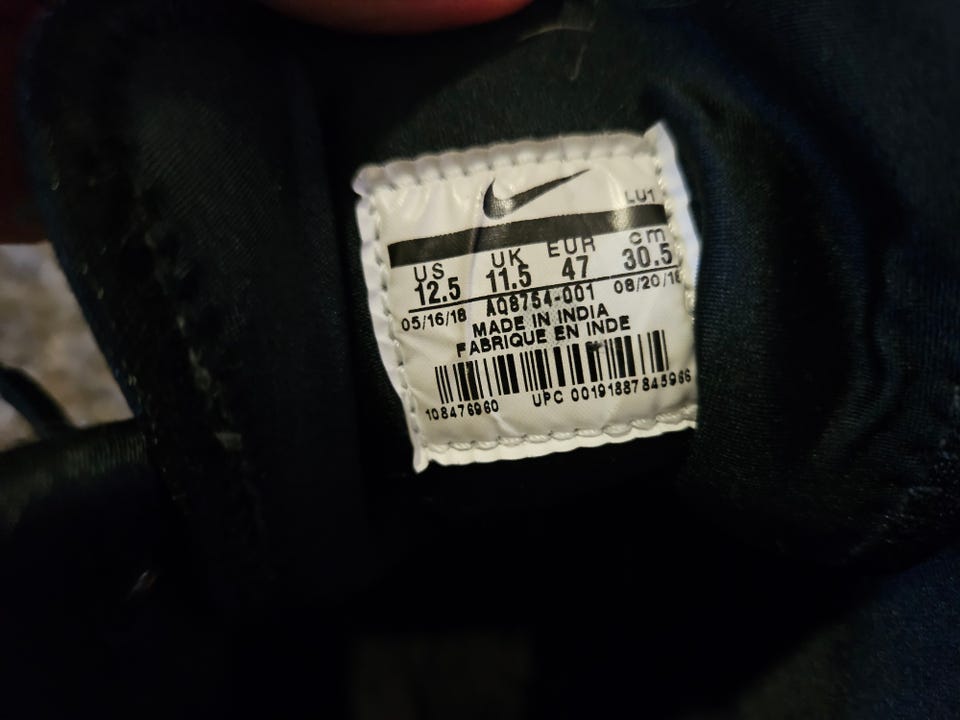 LU1
US UK EUR cm
12.5 11.5 47 30.5
05/16/18 AQ8754-001 08/20/18
MADE IN INDIA
FABRIQUE EN INDE
108476960 UPC 00191887845966